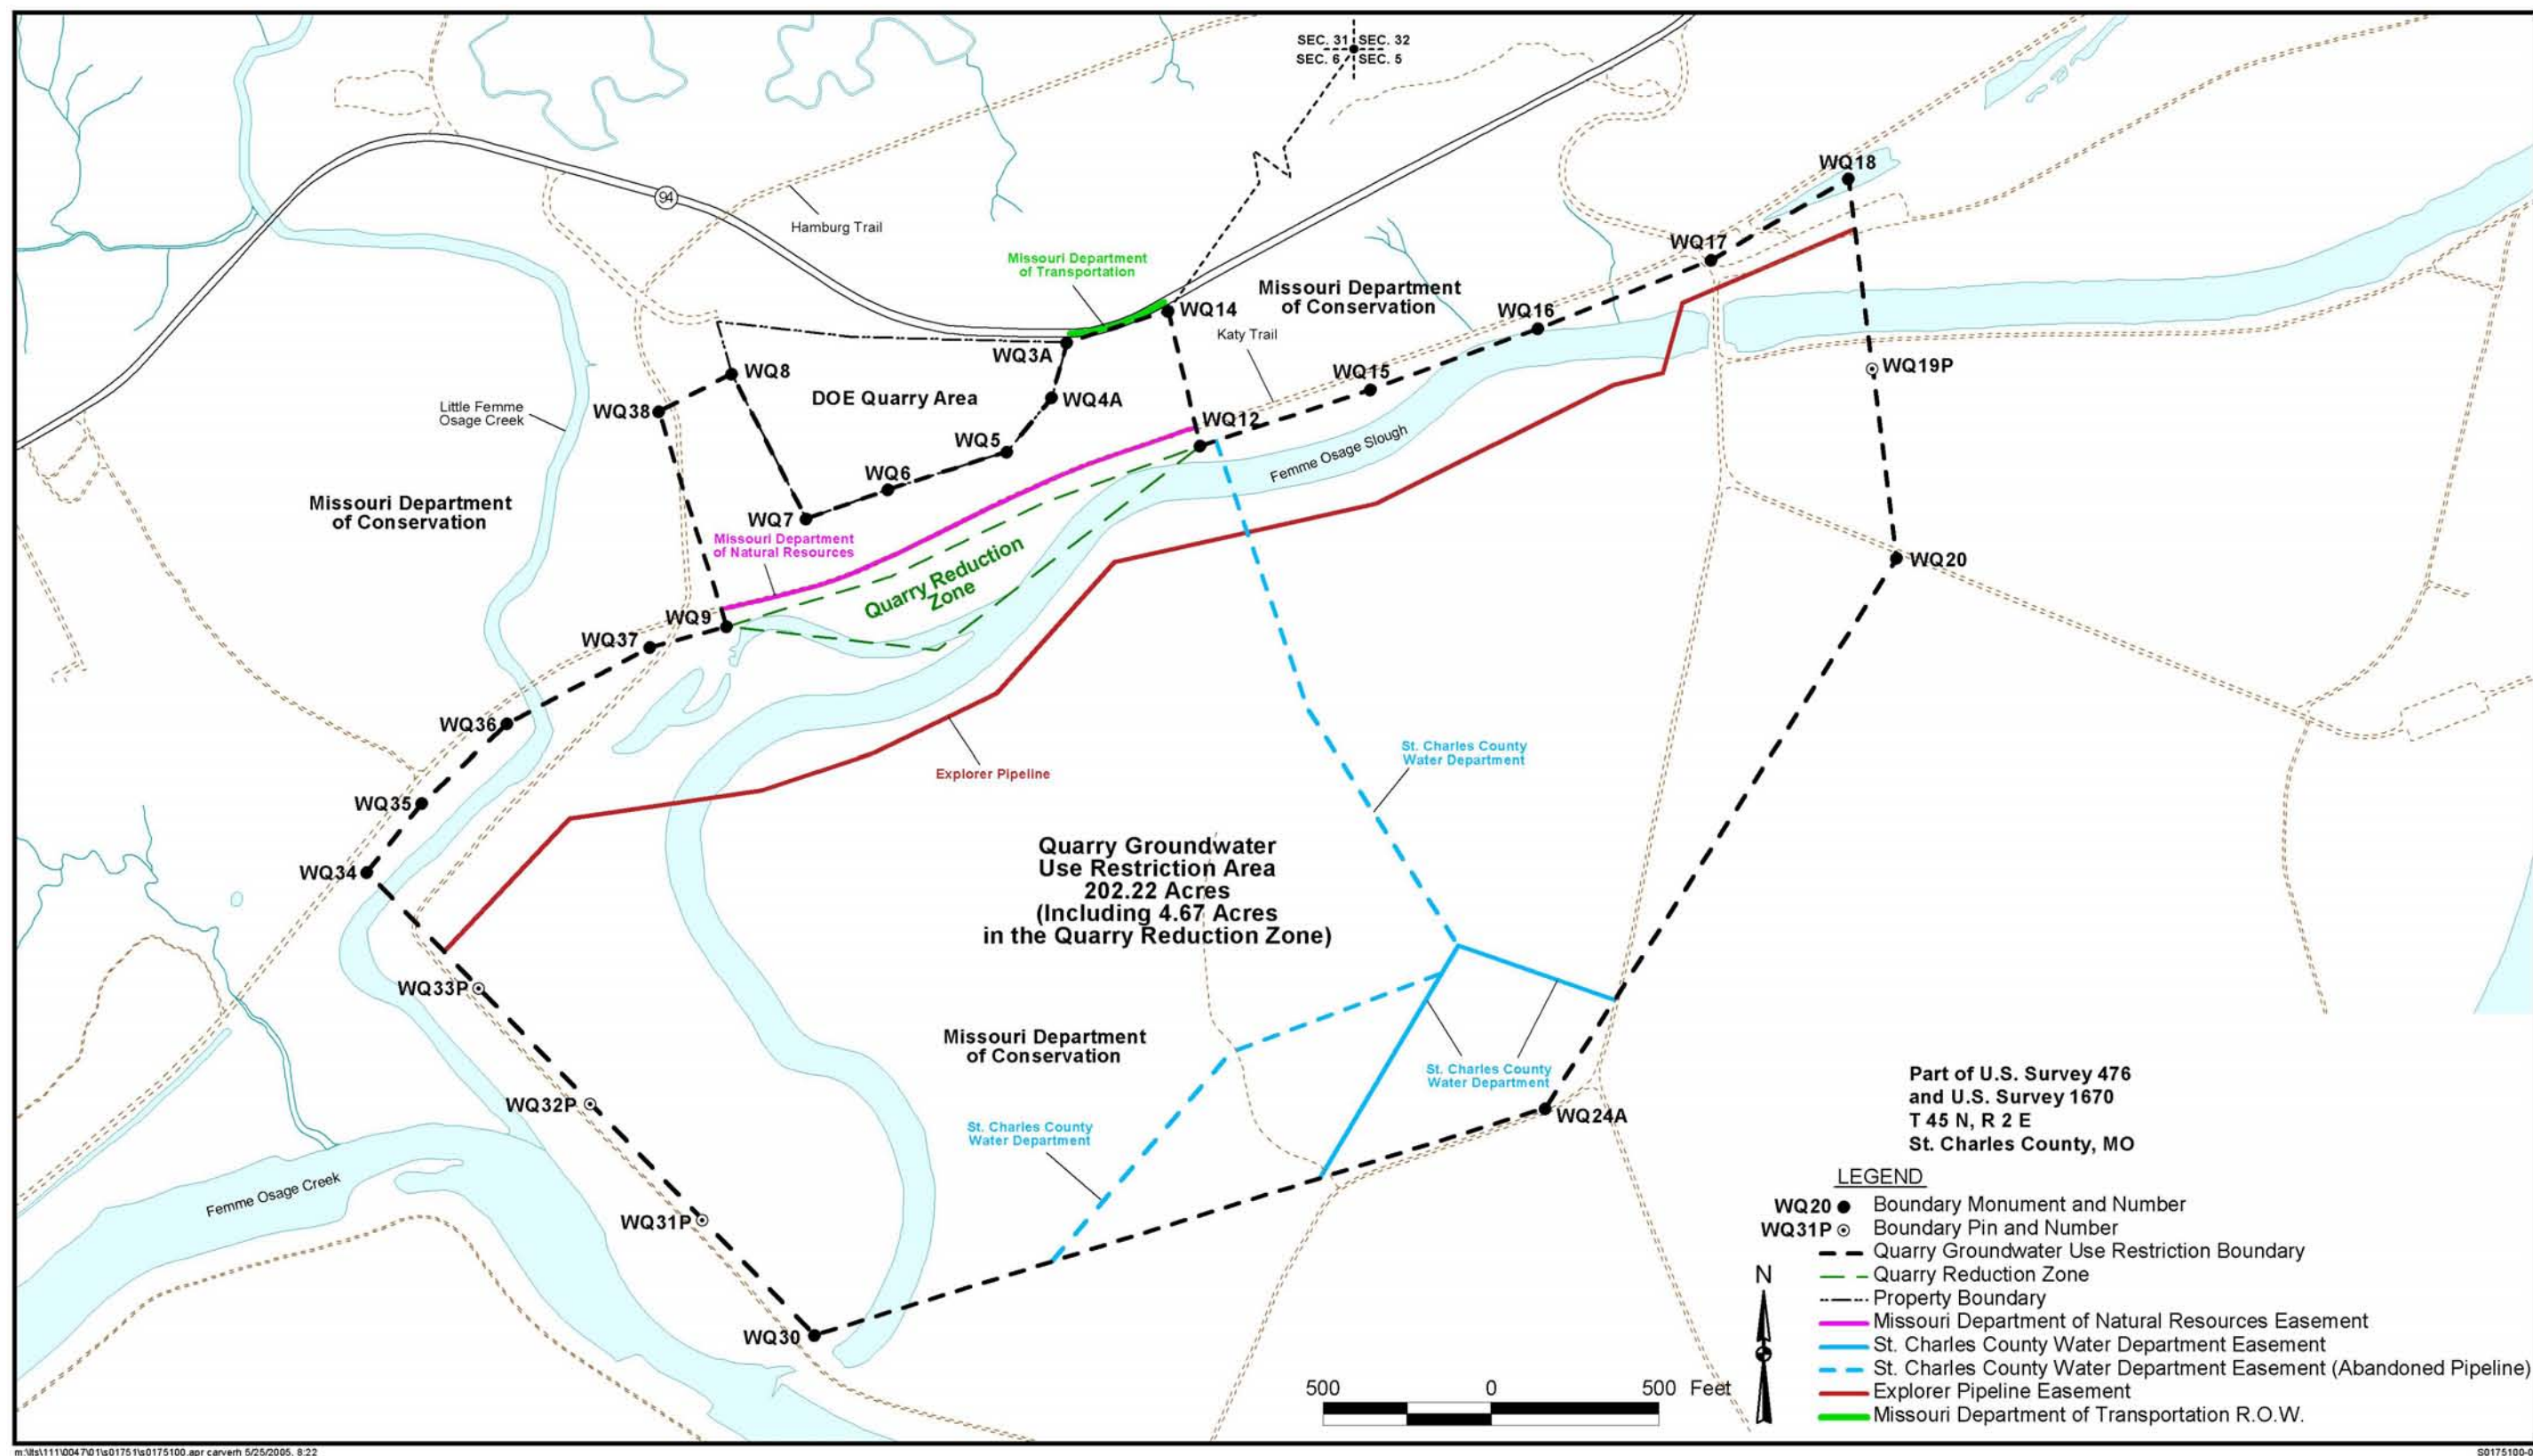 SEC. 31 SEC. 32
SEC. 6 SEC. 5
WQ18
94
Hamburg Trail
WQ17
Missouri Department
of Transportation
Missouri Department
of Conservation
WQ14
WQ16
Katy Trail
WQ3A
WQ19P
WQ8
WQ15
DOE Quarry Area
WQ4A
Little Femme
Osage Creek
WQ38
WQ12
WQ5
Femme Osage Slough
WQ6
Missouri Department
of Conservation
WQ7
Missouri Department
of Natural Resources
Quarry Reduction
Zone
WQ20
WQ9
WQ37
WQ36
St. Charles County
Water Department
Explorer Pipeline
WQ35
Quarry Groundwater
Use Restriction Area
202.22 Acres
(Including 4.67 Acres
in the Quarry Reduction Zone)
WQ34
WQ33P
Missouri Department
of Conservation
St. Charles County
Water Department
WQ32P
WQ24A
St. Charles County
Water Department
Femme Osage Creek
WQ31P
WQ30
Part of U.S. Survey 476
and U.S. Survey 1670
T 45 N, R 2 E
St. Charles County, MO
LEGEND
WQ20 Boundary Monument and Number
WQ31P Boundary Pin and Number
Quarry Groundwater Use Restriction Boundary
N
Quarry Reduction Zone
Property Boundary
Missouri Department of Natural Resources Easement
St. Charles County Water Department Easement
St. Charles County Water Department Easement (Abandoned Pipeline)
Explorer Pipeline Easement
Missouri Department of Transportation R.O.W.
500 0 500 Feet